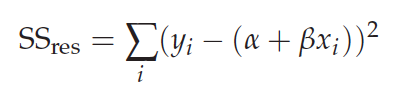 SS_res = ∑_i (y_i − (α + βx_i))²